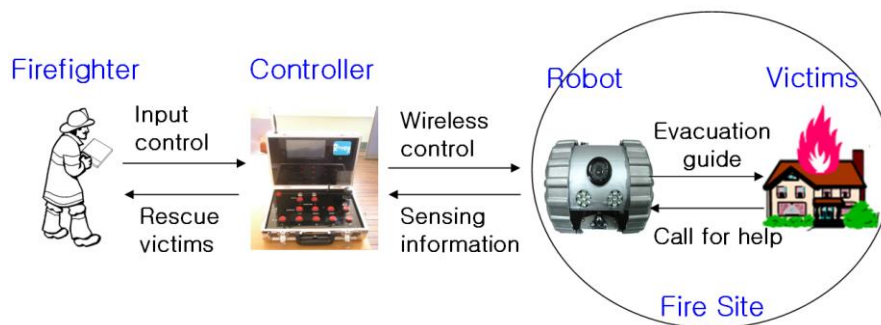 Firefighter
Controller
Robot
Victims
Input
control
Wireless
control
Evacuation
guide
Rescue
victims
Sensing
information
Call for help
Fire Site